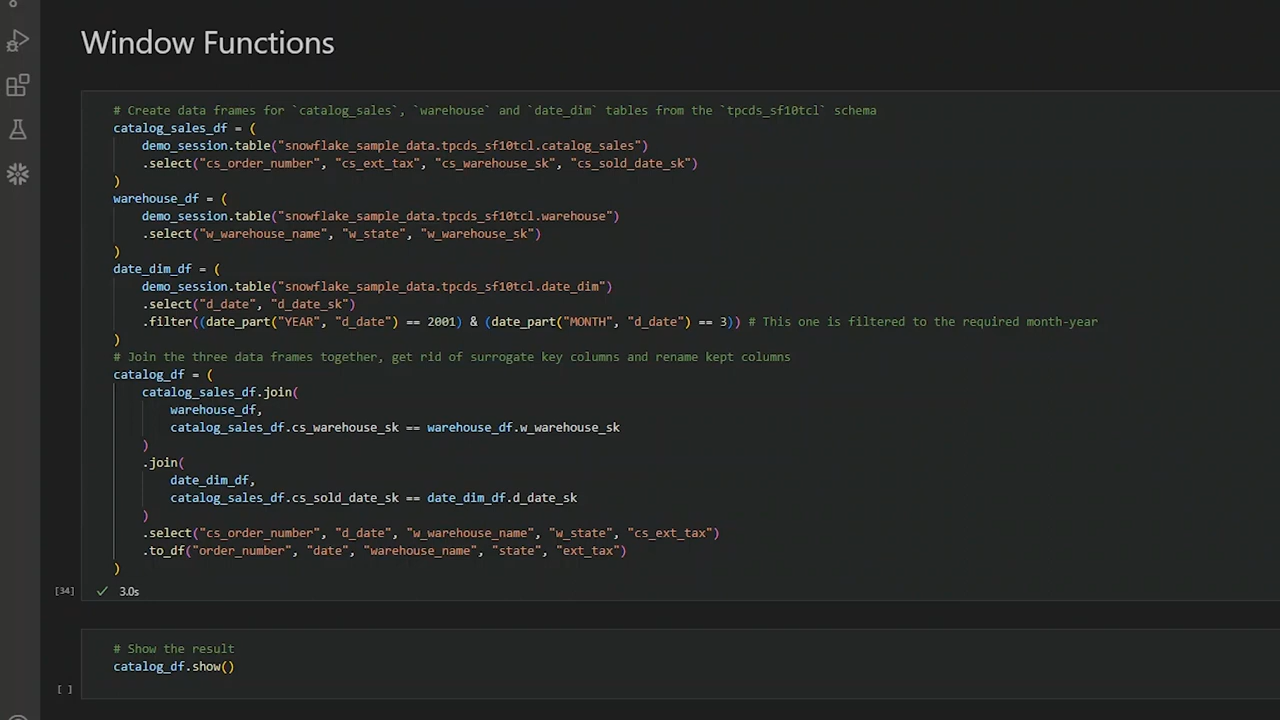 Window Functions
# Create data frames for `catalog_sales`, `warehouse` and `date_dim` tables from the `tpcds_sf10tcl` schema
catalog_sales_df = (
    demo_session.table("snowflake_sample_data.tpcds_sf10tcl.catalog_sales")
    .select("cs_order_number", "cs_ext_tax", "cs_warehouse_sk", "cs_sold_date_sk")
)
warehouse_df = (
    demo_session.table("snowflake_sample_data.tpcds_sf10tcl.warehouse")
    .select("w_warehouse_name", "w_state", "w_warehouse_sk")
)
date_dim_df = (
    demo_session.table("snowflake_sample_data.tpcds_sf10tcl.date_dim")
    .select("d_date", "d_date_sk")
    .filter((date_part("YEAR", "d_date") == 2001) & (date_part("MONTH", "d_date") == 3)) # This one is filtered to the required month-year
)
# Join the three data frames together, get rid of surrogate key columns and rename kept columns
catalog_df = (
    catalog_sales_df.join(
        warehouse_df,
        catalog_sales_df.cs_warehouse_sk == warehouse_df.w_warehouse_sk
    )
    .join(
        date_dim_df,
        catalog_sales_df.cs_sold_date_sk == date_dim_df.d_date_sk
    )
    .select("cs_order_number", "d_date", "w_warehouse_name", "w_state", "cs_ext_tax")
    .to_df("order_number", "date", "warehouse_name", "state", "ext_tax")
)
[34] ✓ 3.0s
# Show the result
catalog_df.show()
[ ]